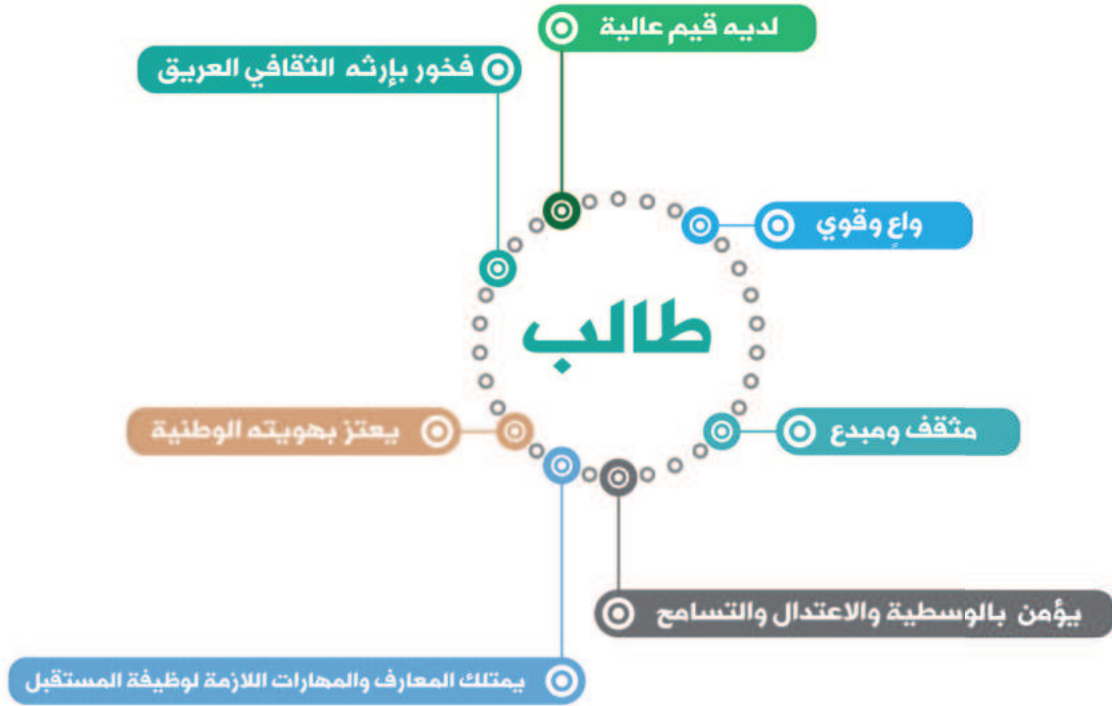 لديه قيم عالية
فخور بإرثه الثقافي العريق
واعٍ وقوي
طالب
مثقف ومبدع
يعتز بهويته الوطنية
يؤمن بالوسطية والاعتدال والتسامح
يمتلك المعارف والمهارات اللازمة لوظيفة المستقبل